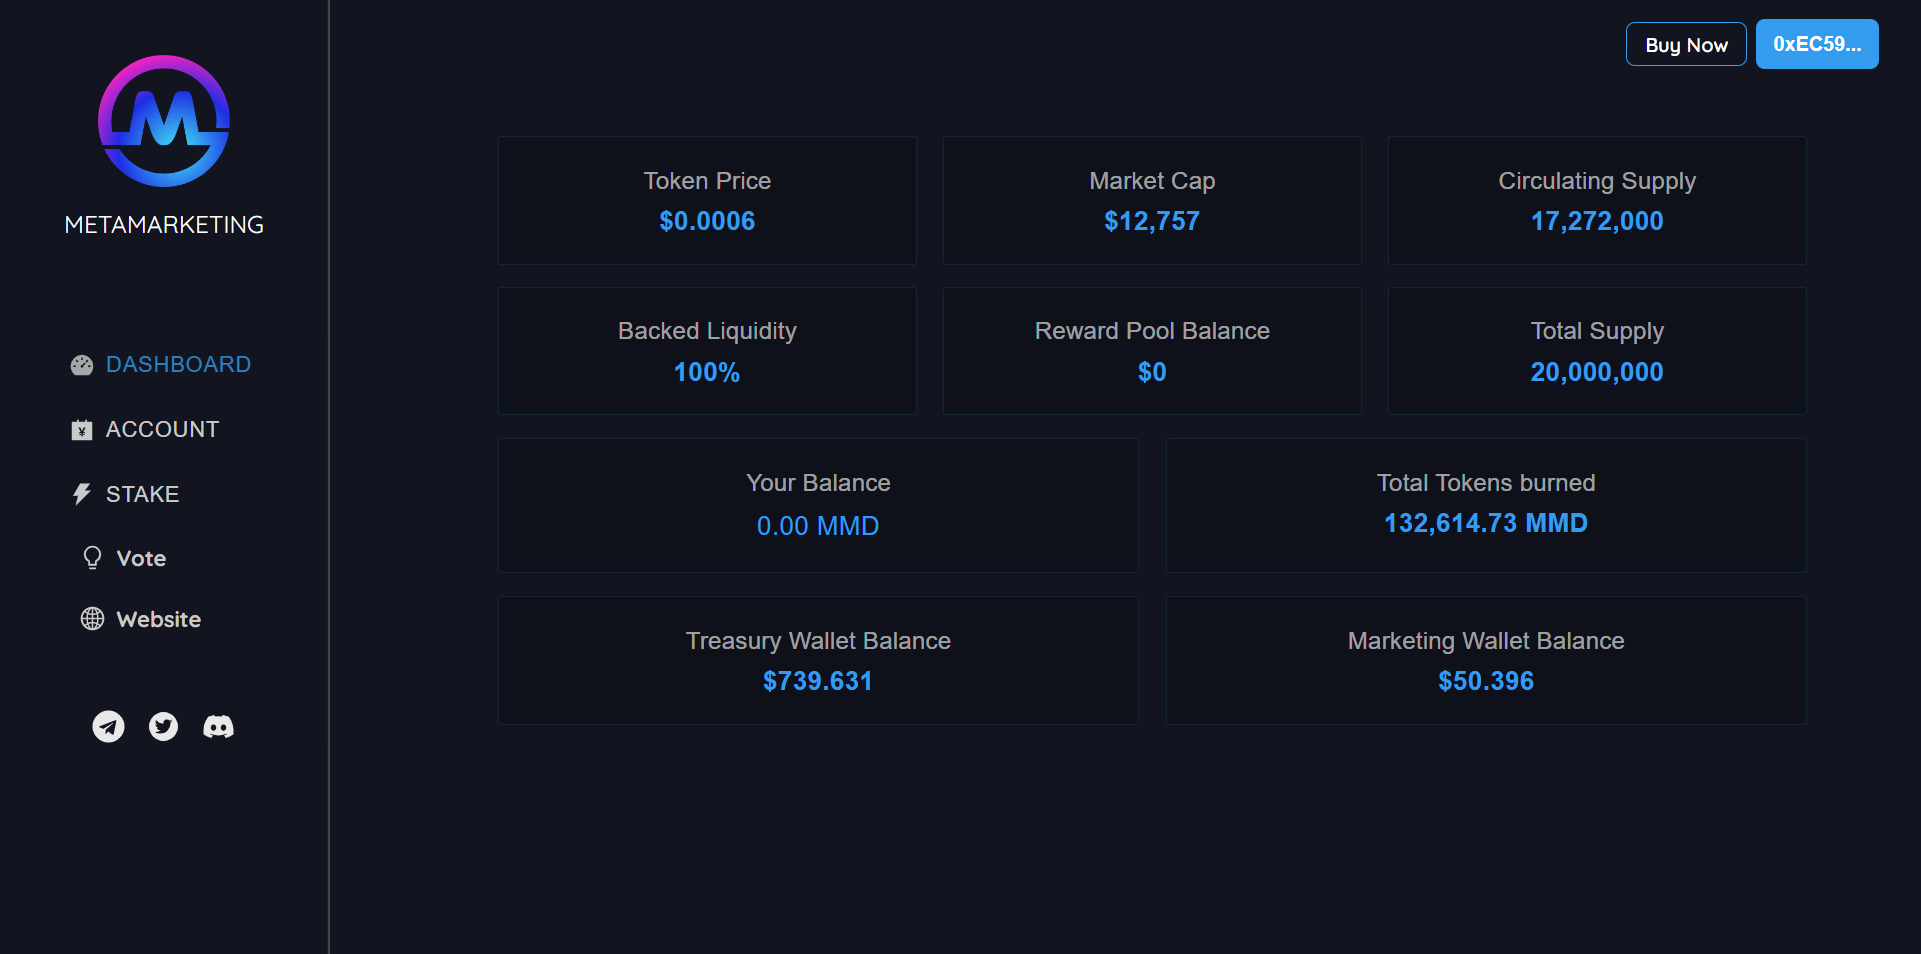 METAMARKETING
DASHBOARD
ACCOUNT
STAKE
Vote
Website
Buy Now
0xEC59...
Token Price
$0.0006
Market Cap
$12,757
Circulating Supply
17,272,000
Backed Liquidity
100%
Reward Pool Balance
$0
Total Supply
20,000,000
Your Balance
0.00 MMD
Total Tokens burned
132,614.73 MMD
Treasury Wallet Balance
$739.631
Marketing Wallet Balance
$50.396